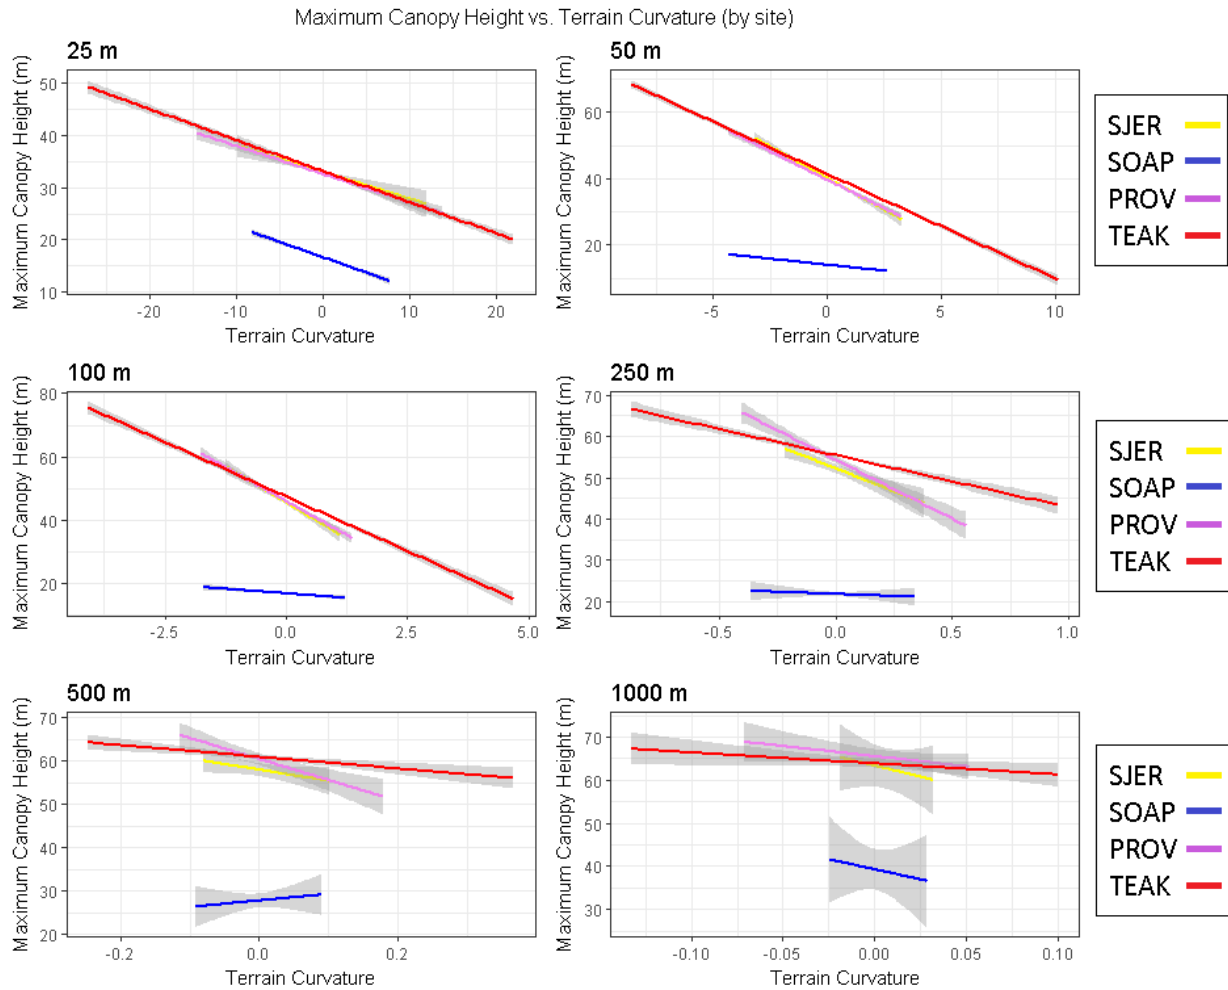 Maximum Canopy Height vs. Terrain Curvature (by site)
25 m
Maximum Canopy Height (m)
50
40
30
20
10
-20
-10
0
10
20
Terrain Curvature
50 m
Maximum Canopy Height (m)
60
40
20
-5
0
5
10
Terrain Curvature
SJER
SOAP
PROV
TEAK
100 m
Maximum Canopy Height (m)
80
60
40
20
-2.5
0.0
2.5
5.0
Terrain Curvature
250 m
Maximum Canopy Height (m)
70
60
50
40
30
20
-0.5
0.0
0.5
1.0
Terrain Curvature
SJER
SOAP
PROV
TEAK
500 m
Maximum Canopy Height (m)
70
60
50
40
30
20
-0.2
0.0
0.2
Terrain Curvature
1000 m
Maximum Canopy Height (m)
70
60
50
40
30
-0.10
-0.05
0.00
0.05
0.10
Terrain Curvature
SJER
SOAP
PROV
TEAK